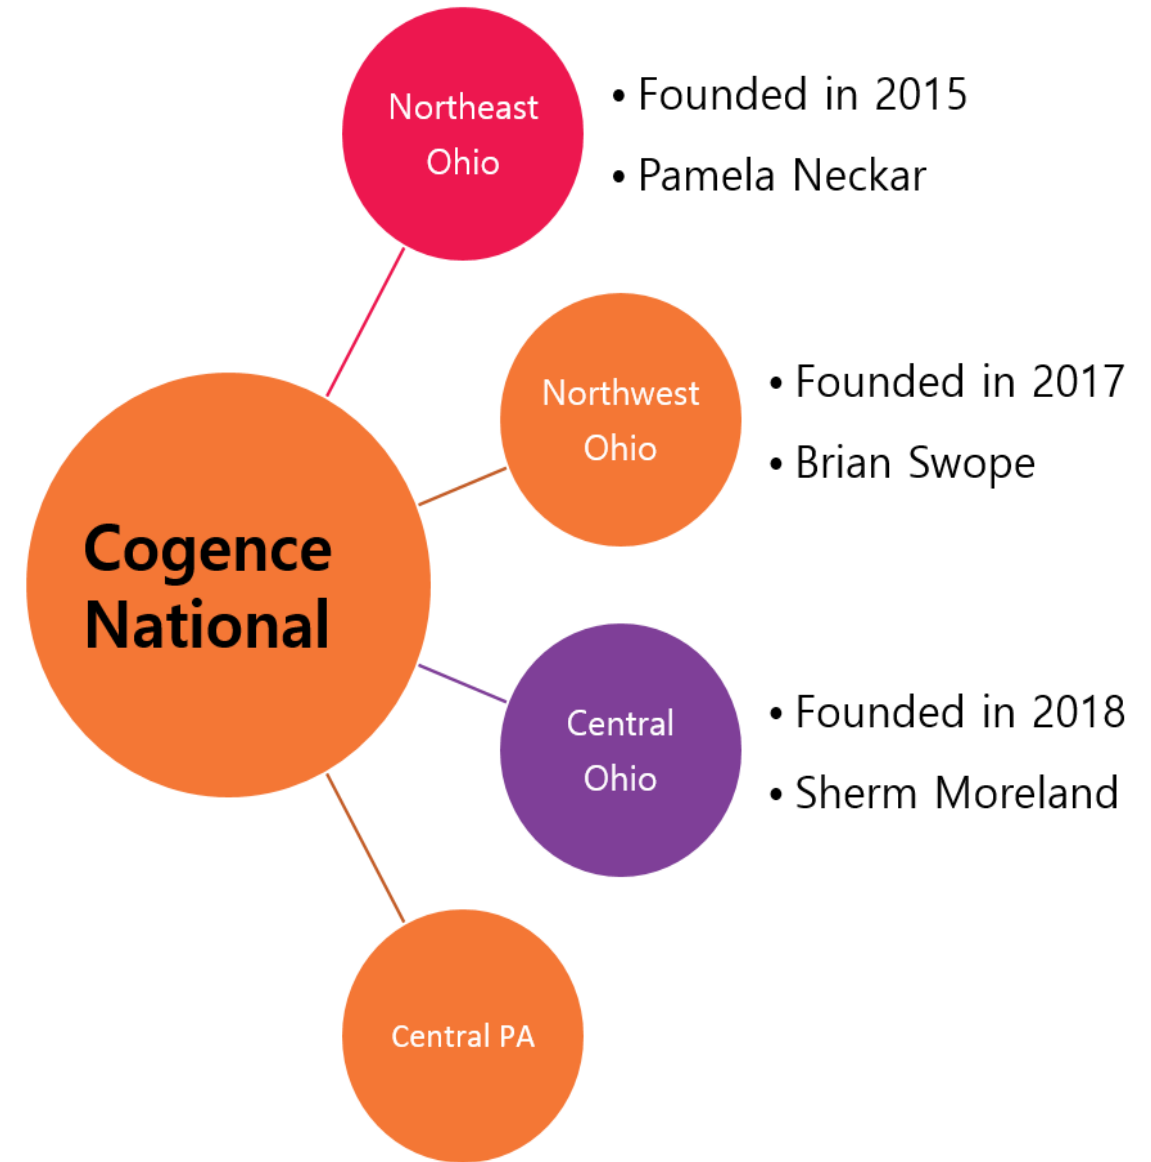 Northeast
Ohio
• Founded in 2015
• Pamela Neckar
Northwest
Ohio
• Founded in 2017
• Brian Swope
Cogence
National
Central
Ohio
• Founded in 2018
• Sherm Moreland
Central PA